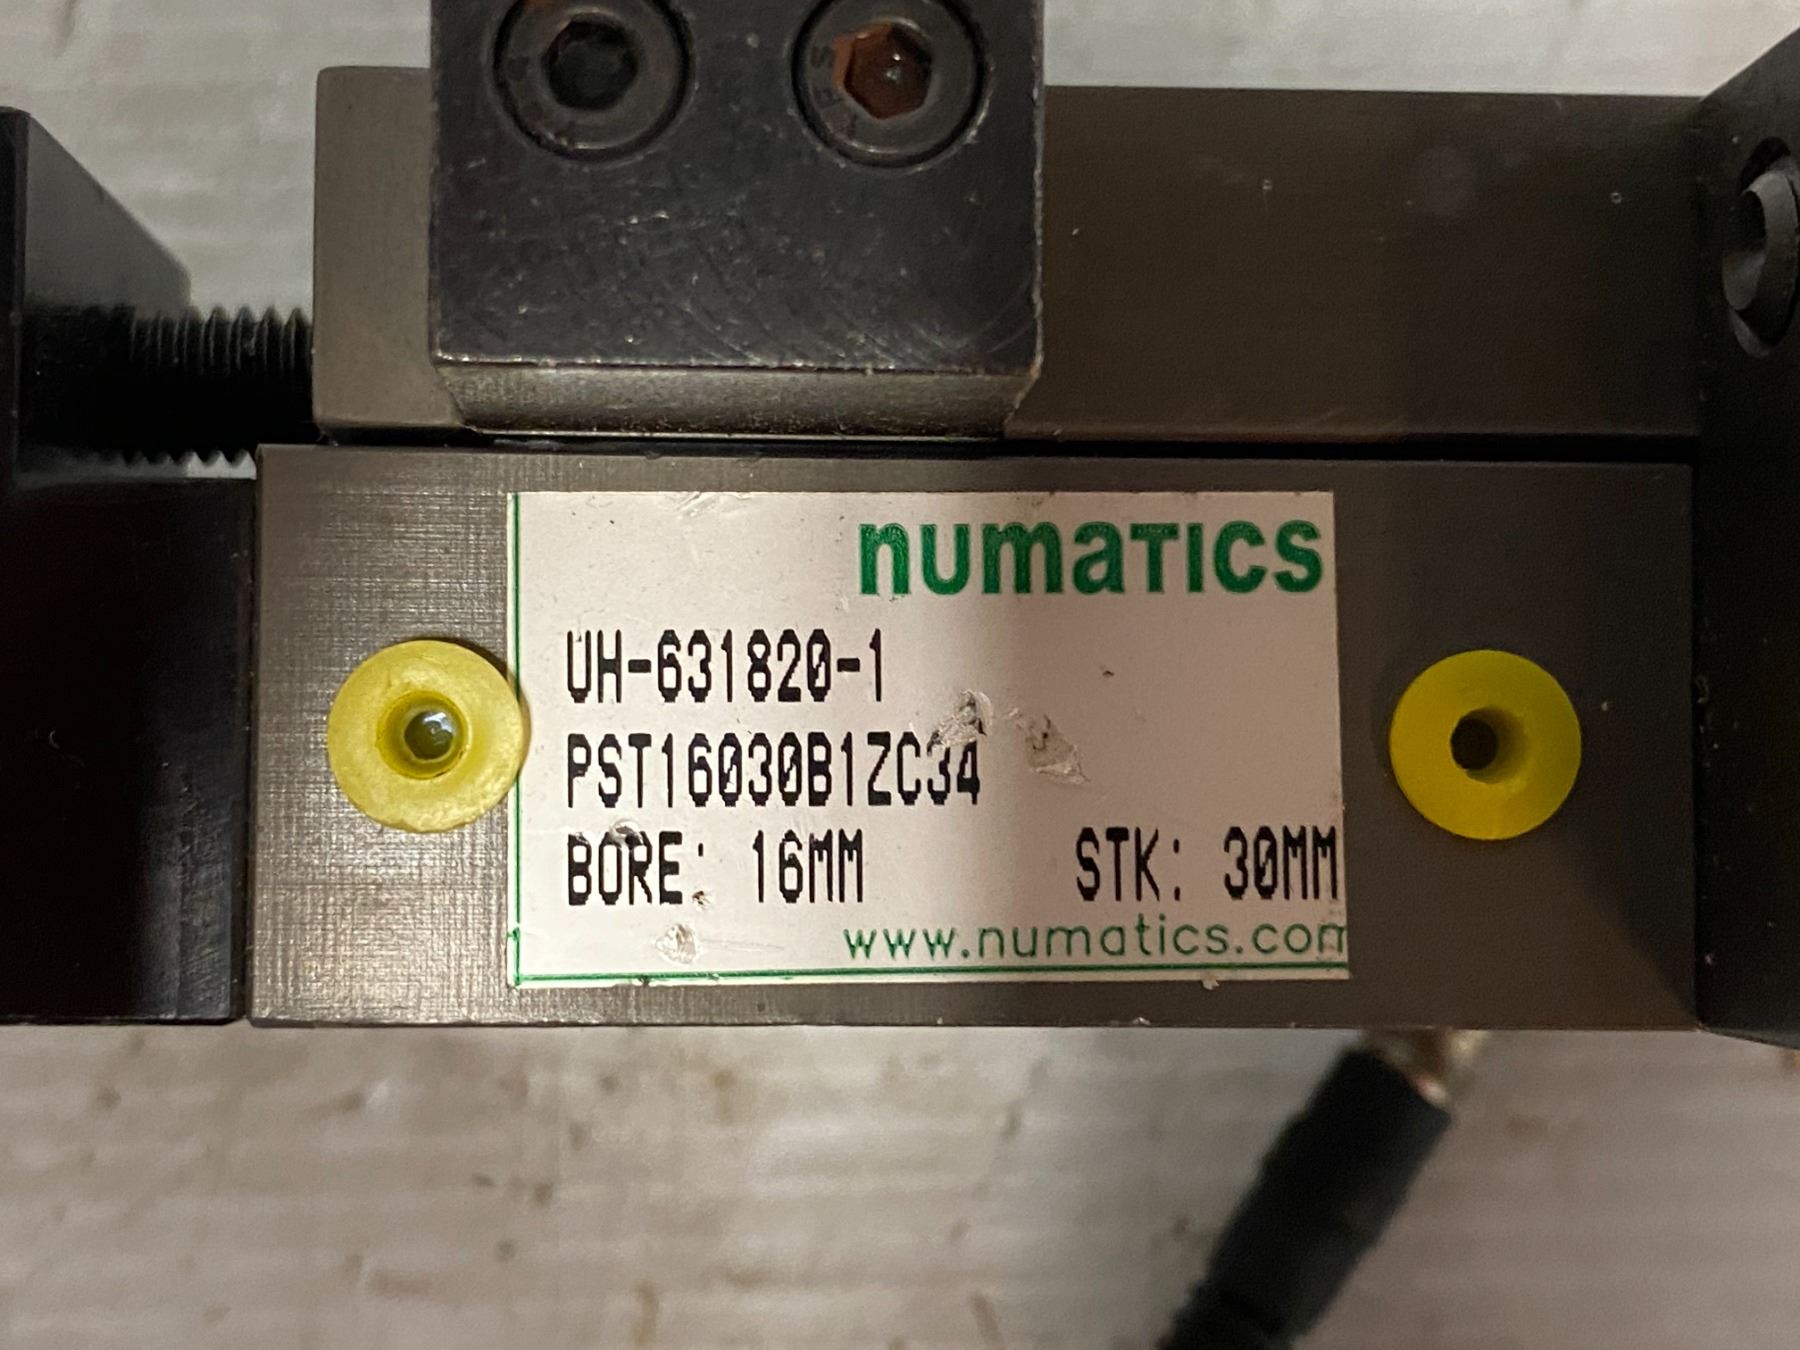 numatics
UH-631820-1
PST16030B1ZC34
BORE: 16MM STK: 30MM
www.numatics.com